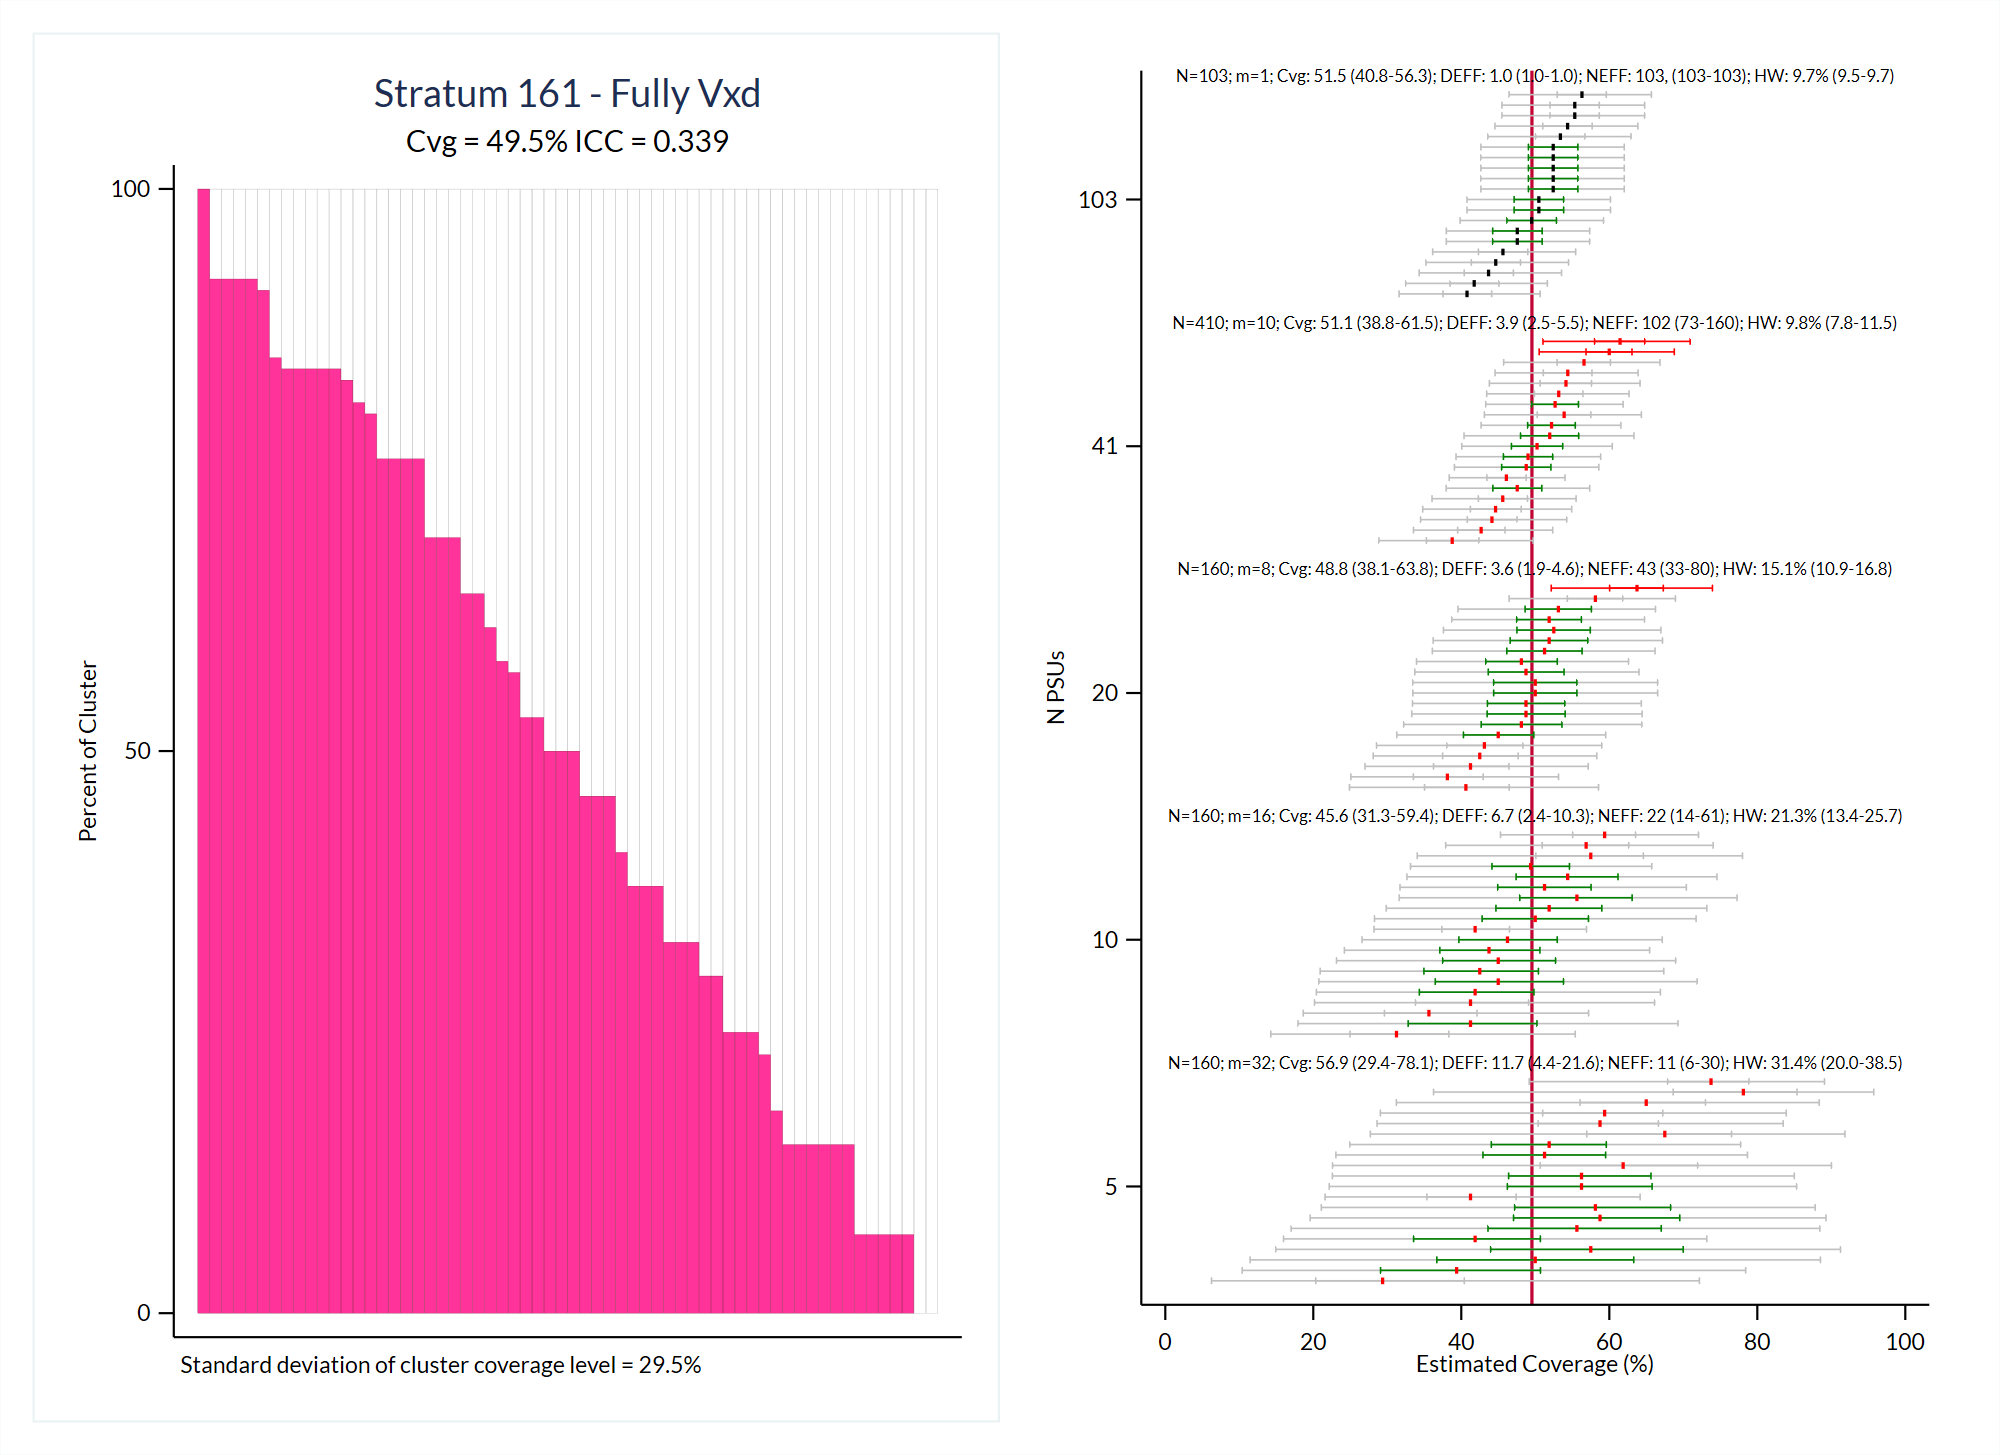 Stratum 161 - Fully Vxd
Cvg = 49.5% ICC = 0.339
100
50
0
Percent of Cluster
Standard deviation of cluster coverage level = 29.5%
N=103; m=1; Cvg: 51.5 (40.8-56.3); DEFF: 1.0 (1.0-1.0); NEFF: 103, (103-103); HW: 9.7% (9.5-9.7)
103
N=410; m=10; Cvg: 51.1 (38.8-61.5); DEFF: 3.9 (2.5-5.5); NEFF: 102 (73-160); HW: 9.8% (7.8-11.5)
41
N=160; m=8; Cvg: 48.8 (38.1-63.8); DEFF: 3.6 (1.9-4.6); NEFF: 43 (33-80); HW: 15.1% (10.9-16.8)
20
N=160; m=16; Cvg: 45.6 (31.3-59.4); DEFF: 6.7 (2.4-10.3); NEFF: 22 (14-61); HW: 21.3% (13.4-25.7)
10
N=160; m=32; Cvg: 56.9 (29.4-78.1); DEFF: 11.7 (4.4-21.6); NEFF: 11 (6-30); HW: 31.4% (20.0-38.5)
5
N PSUs
0 20 40 60 80 100
Estimated Coverage (%)